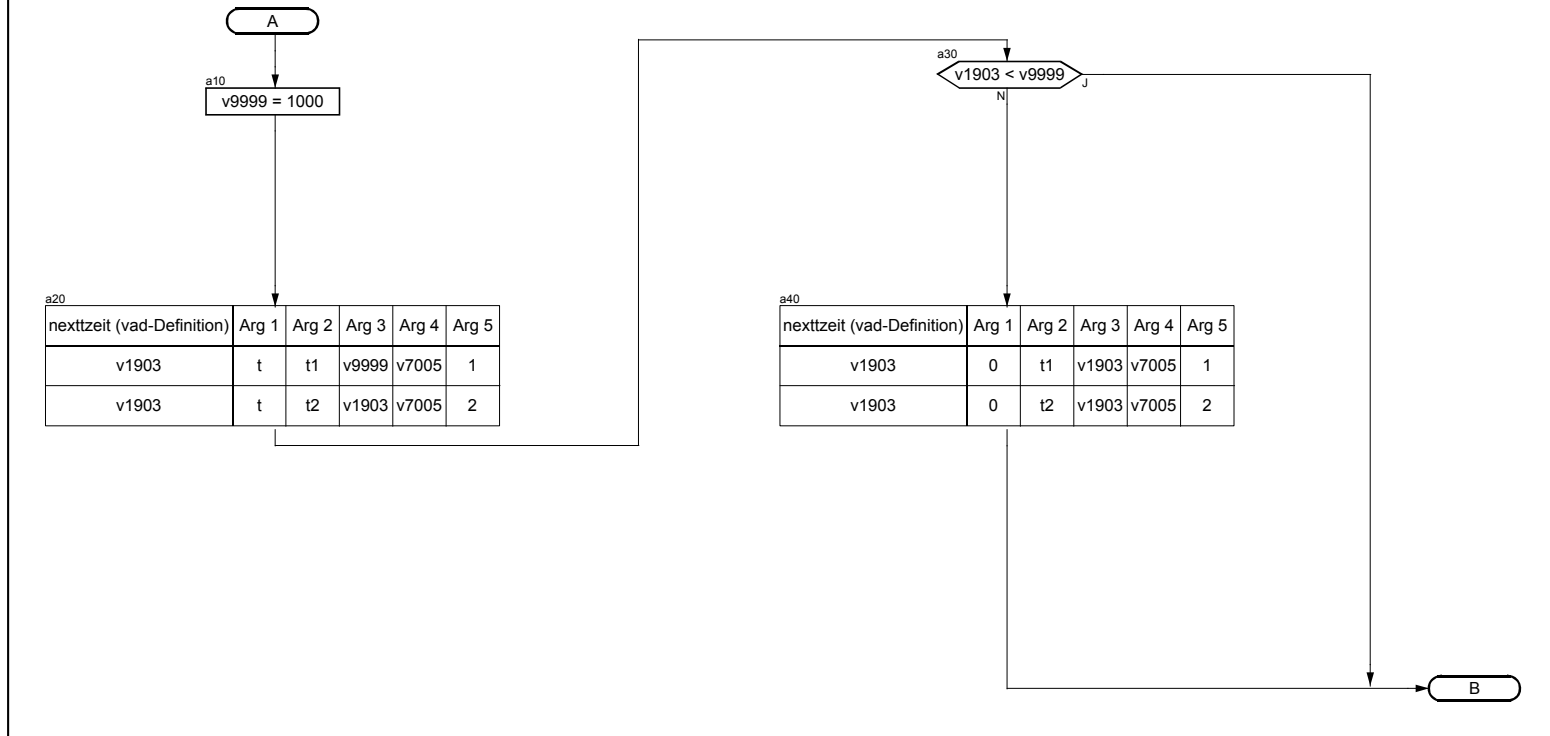 A
a10
v9999 = 1000
a20
nexttzeit (vad-Definition) Arg 1 Arg 2 Arg 3 Arg 4 Arg 5
v1903 t t1 v9999 v7005 1
v1903 t t2 v1903 v7005 2
a30
v1903 < v9999
N J
a40
nexttzeit (vad-Definition) Arg 1 Arg 2 Arg 3 Arg 4 Arg 5
v1903 0 t1 v1903 v7005 1
v1903 0 t2 v1903 v7005 2
B